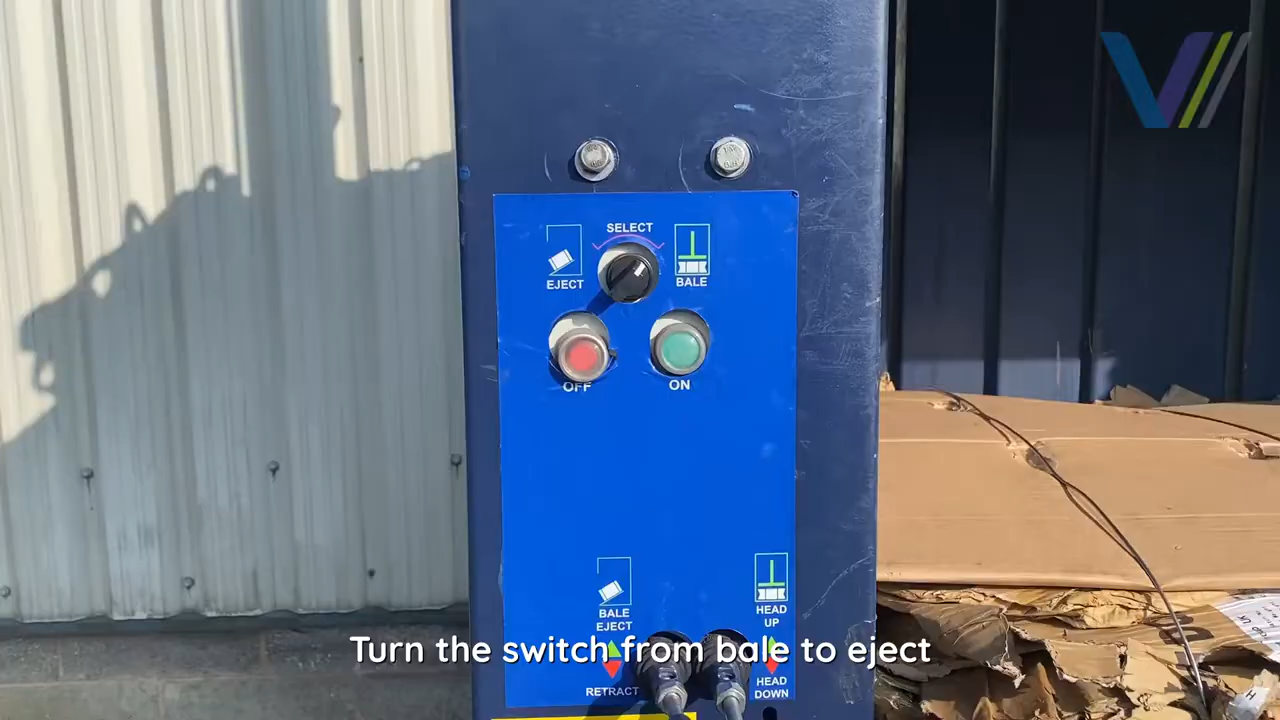 SELECT
EJECT
BALE
OFF
ON
BALE
EJECT
HEAD
UP
Turn the switch from bale to eject
RETRACT
HEAD
DOWN